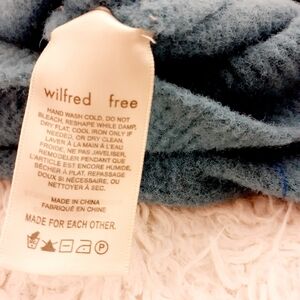 wilfred free
HAND WASH COLD, DO NOT
BLEACH, RESHAPE WHILE DAMP,
DRY FLAT, COOL IRON ONLY IF
NEEDED, OR DRY CLEAN.
LAVER À LA MAIN À L'EAU
FROIDE, NE PAS JAVELISER,
REMODELER PENDANT QUE
L'ARTICLE EST ENCORE HUMIDE,
SÉCHER À PLAT, REPASSAGE
DOUX SI NÉCESSAIRE, OU
NETTOYER À SEC.
MADE IN CHINA
FABRIQUÉ EN CHINE
MADE FOR EACH OTHER.
P